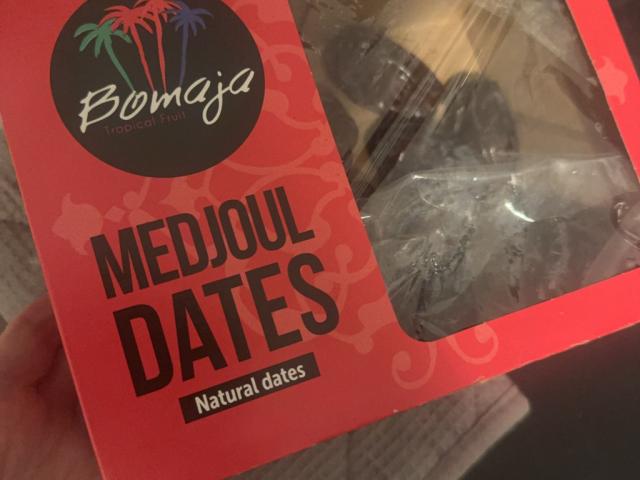 Bomaja
Tropical Fruit
MEDJOUL
DATES
Natural dates